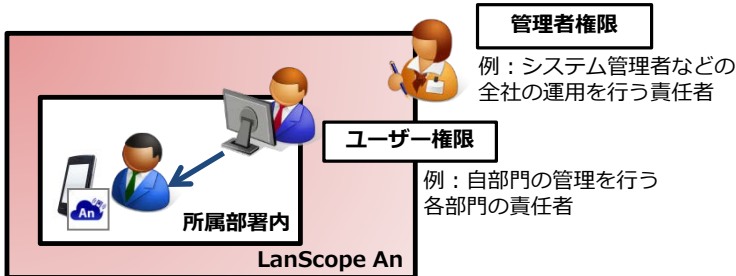 管理者権限
例：システム管理者などの
全社の運用を行う責任者
ユーザー権限
例：自部門の管理を行う
各部門の責任者
An
所属部署内
LanScope An